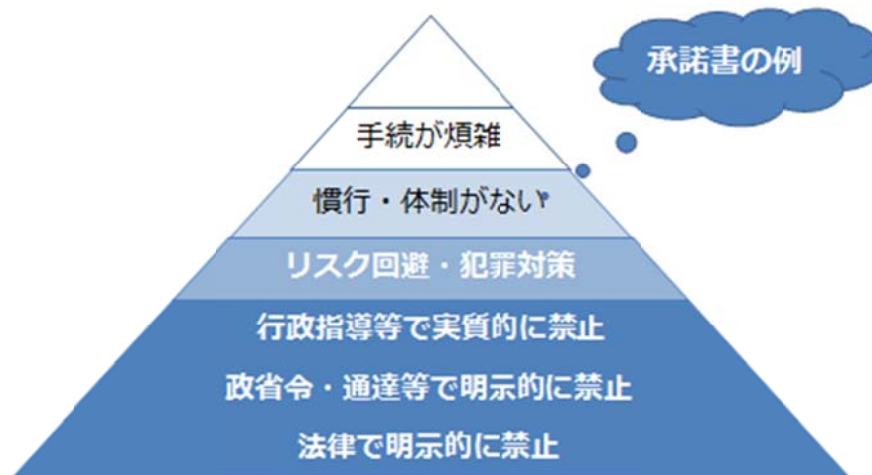 承諾書の例
手続が煩雑
慣行・体制がない
リスク回避・犯罪対策
行政指導等で実質的に禁止
政省令・通達等で明示的に禁止
法律で明示的に禁止